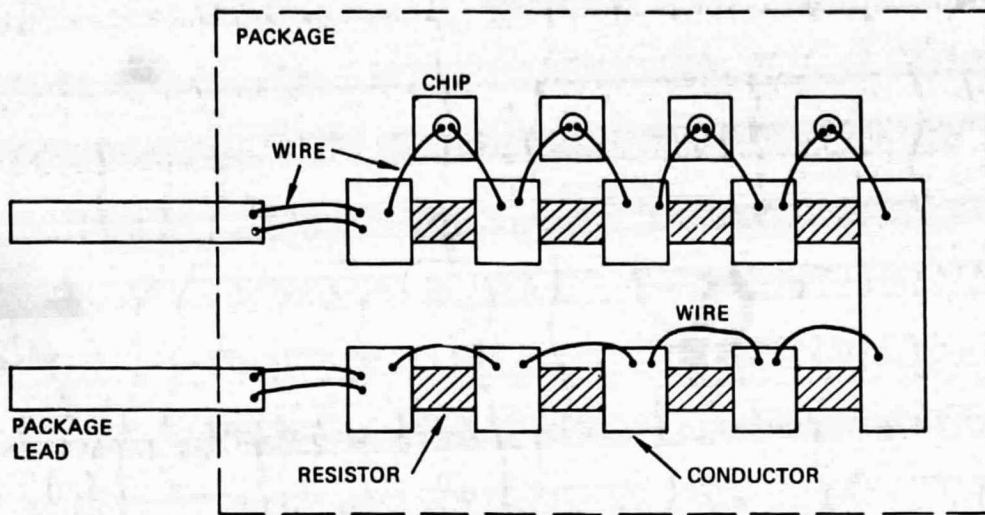 PACKAGE
CHIP
WIRE
WIRE
PACKAGE
LEAD
RESISTOR
CONDUCTOR